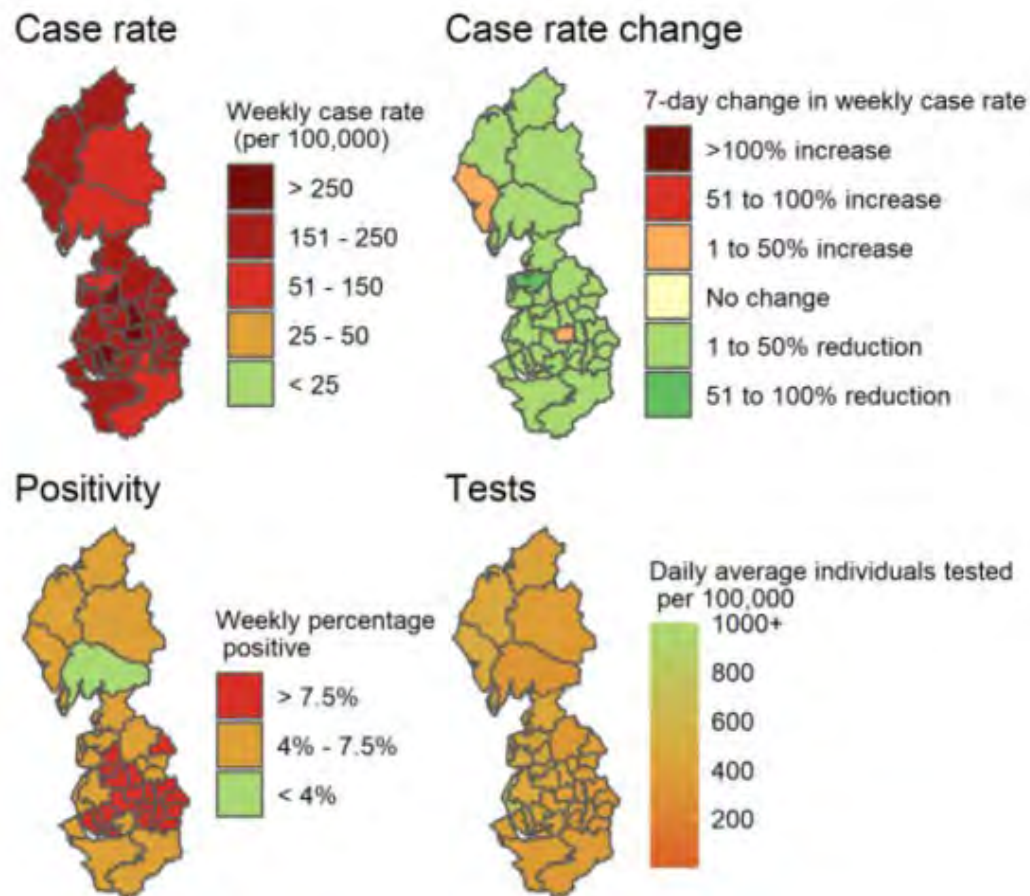 Case rate
Weekly case rate
(per 100,000)
> 250
151 - 250
51 - 150
25 - 50
< 25
Case rate change
7-day change in weekly case rate
>100% increase
51 to 100% increase
1 to 50% increase
No change
1 to 50% reduction
51 to 100% reduction
Positivity
Weekly percentage
positive
> 7.5%
4% - 7.5%
< 4%
Tests
Daily average individuals tested
per 100,000
1000+
800
600
400
200